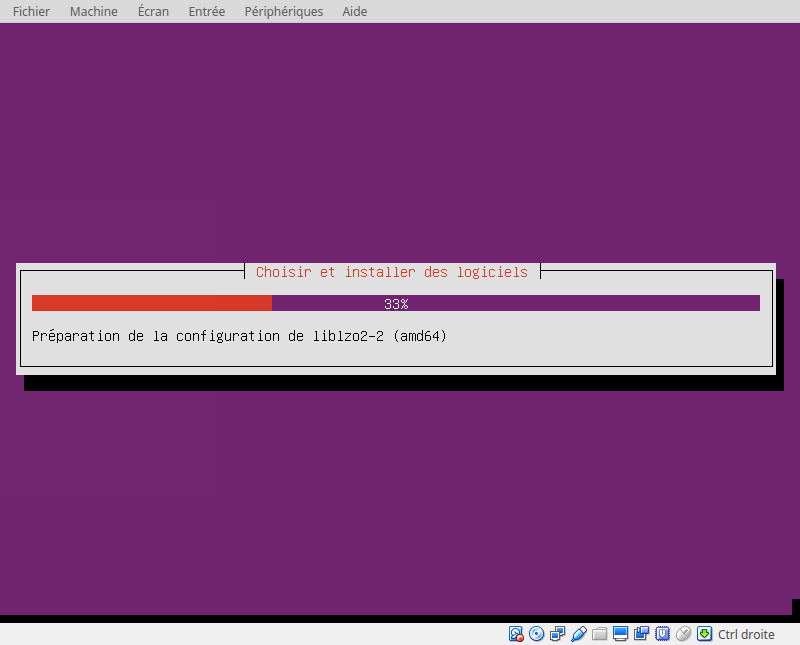 Fichier Machine Écran Entrée Périphériques Aide
Choisir et installer des logiciels
33%
Préparation de la configuration de liblzo2-2 (amd64)
Ctrl droite